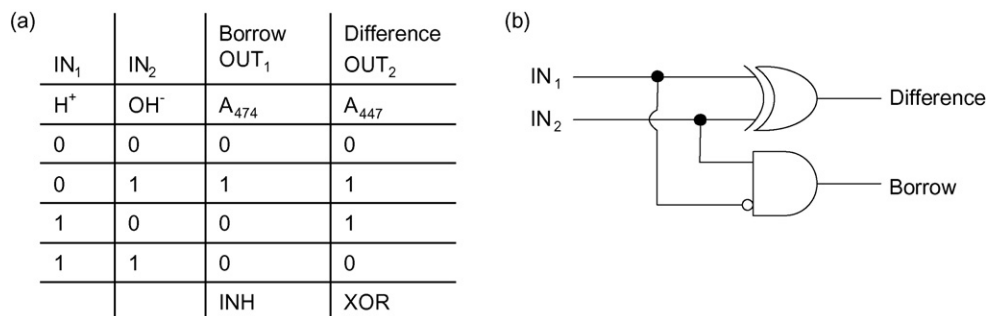 (a)
IN₁ IN₂ Borrow OUT₁ Difference OUT₂
H⁺ OH⁻ A₄₇₄ A₄₄₇
0 0 0 0
0 1 1 1
1 0 0 1
1 1 0 0
INH XOR
(b)
IN₁
IN₂
Difference
Borrow